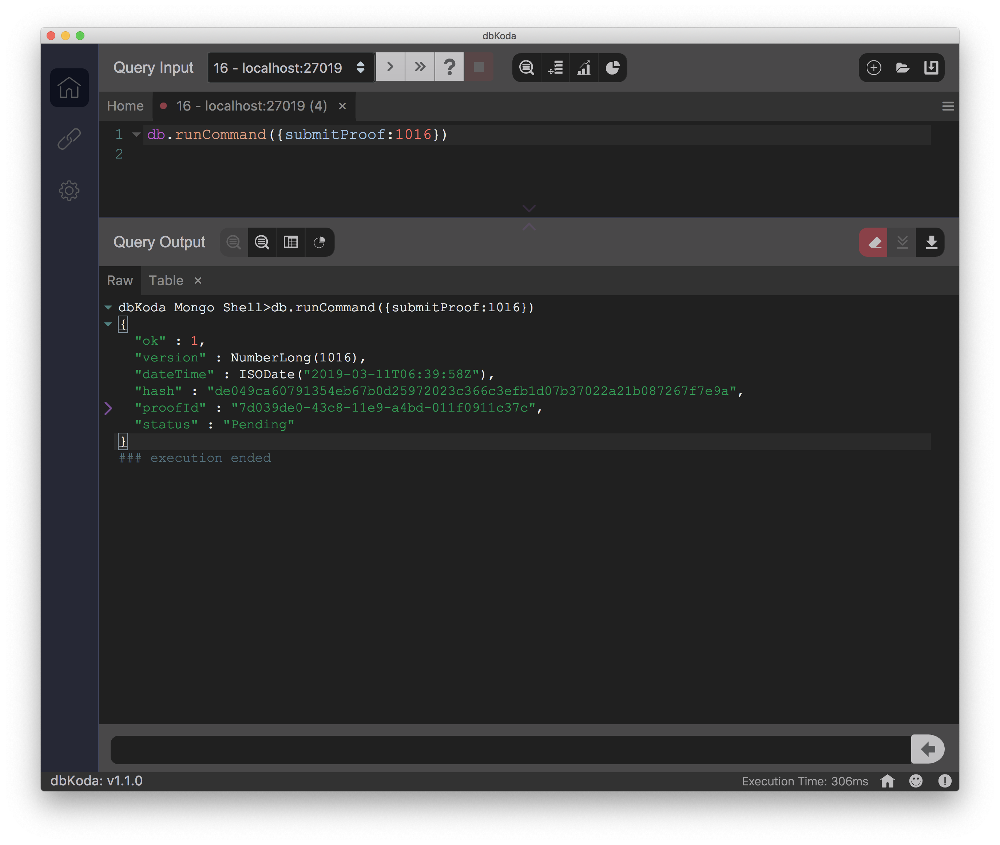 dbKoda
Query Input
16 - localhost:27019
?
Home
16 - localhost:27019 (4) ×
1 db.runCommand({submitProof:1016})
2
Query Output
Raw
Table ×
dbKoda Mongo Shell>db.runCommand({submitProof:1016})
{
"ok" : 1,
"version" : NumberLong(1016),
"dateTime" : ISODate("2019-03-11T06:39:58Z"),
"hash" : "de049ca60791354eb67b0d25972023c366c3efb1d07b37022a21b087267f7e9a",
"proofId" : "7d039de0-43c8-11e9-a4bd-011f0911c37c",
"status" : "Pending"
}
### execution ended
dbKoda: v1.1.0
Execution Time: 306ms